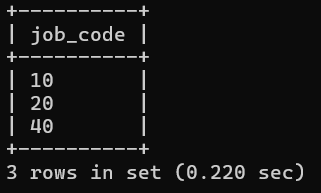 +----------+
| job_code |
+----------+
| 10       |
| 20       |
| 40       |
+----------+
3 rows in set (0.220 sec)